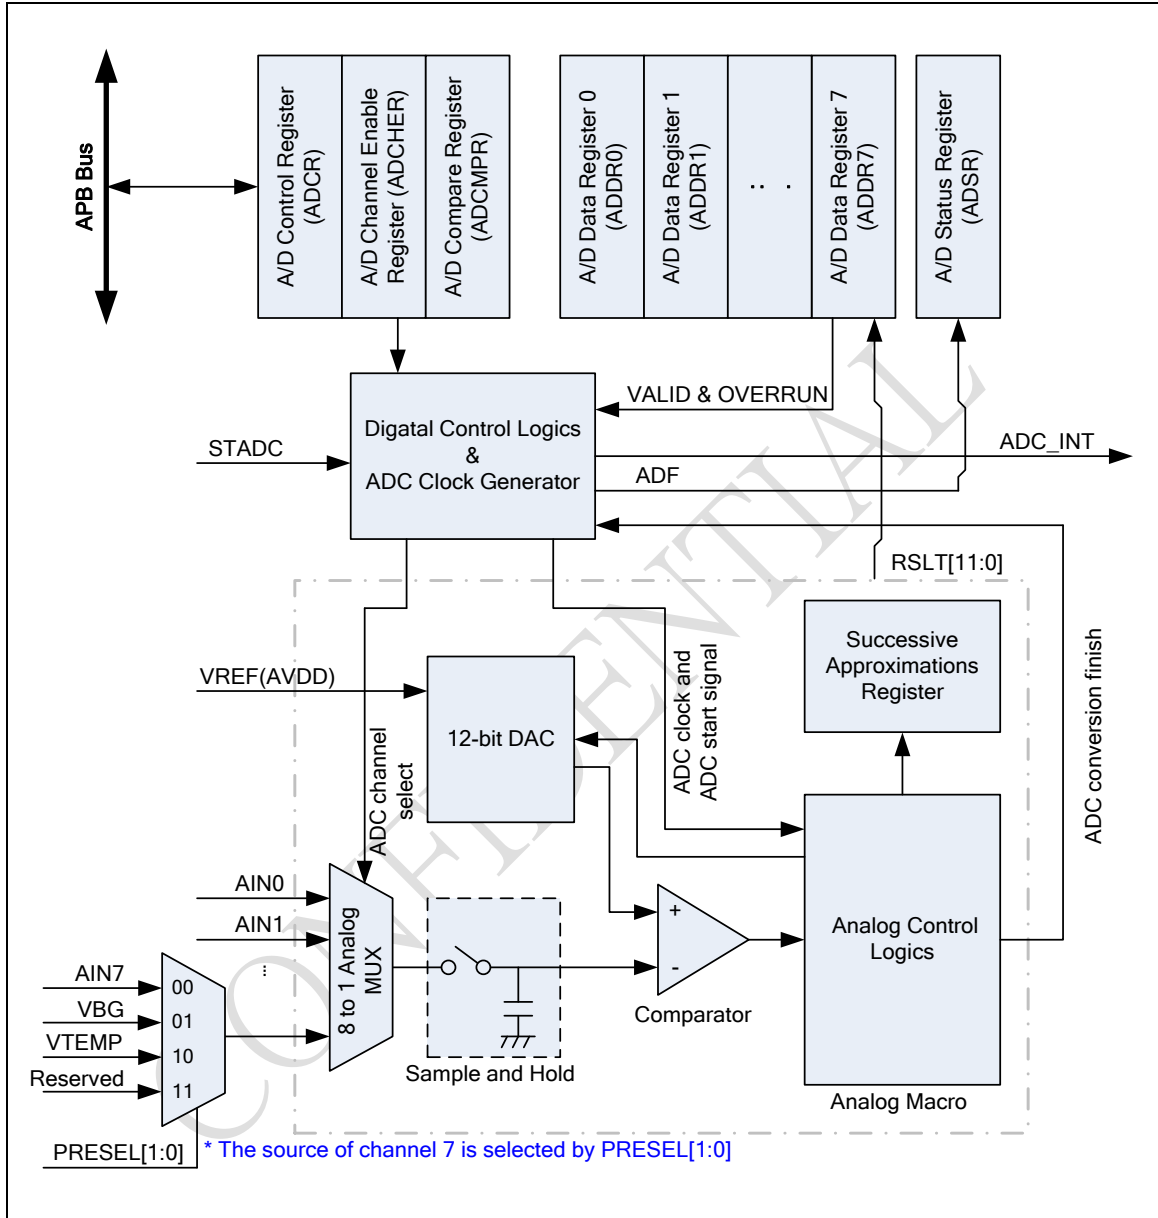 APB Bus
A/D Control Register
(ADCR)
A/D Channel Enable
Register (ADCHER)
A/D Compare Register
(ADCMPR)
A/D Data Register 0
(ADDR0)
A/D Data Register 1
(ADDR1)
.. .
A/D Data Register 7
(ADDR7)
A/D Status Register
(ADSR)
VALID & OVERRUN
Digatal Control Logics
&
ADC Clock Generator
STADC
ADC_INT
ADF
RSLT[11:0]
Successive
Approximations
Register
VREF(AVDD)
12-bit DAC
ADC clock and
ADC start signal
ADC conversion finish
ADC channel
select
AIN0
AIN1
...
8 to 1 Analog
MUX
+
-
Comparator
Analog Control
Logics
AIN7
00
VBG
01
VTEMP
10
Reserved
11
Sample and Hold
Analog Macro
PRESEL[1:0]
* The source of channel 7 is selected by PRESEL[1:0]
CONFIDENTIAL